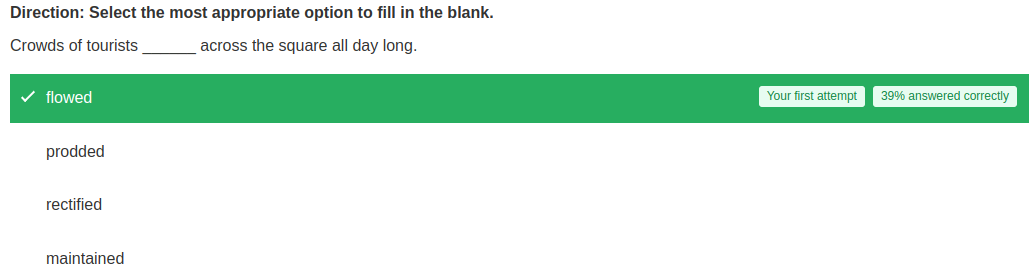 Direction: Select the most appropriate option to fill in the blank.
Crowds of tourists ______ across the square all day long.
flowed Your first attempt 39% answered correctly
prodded
rectified
maintained